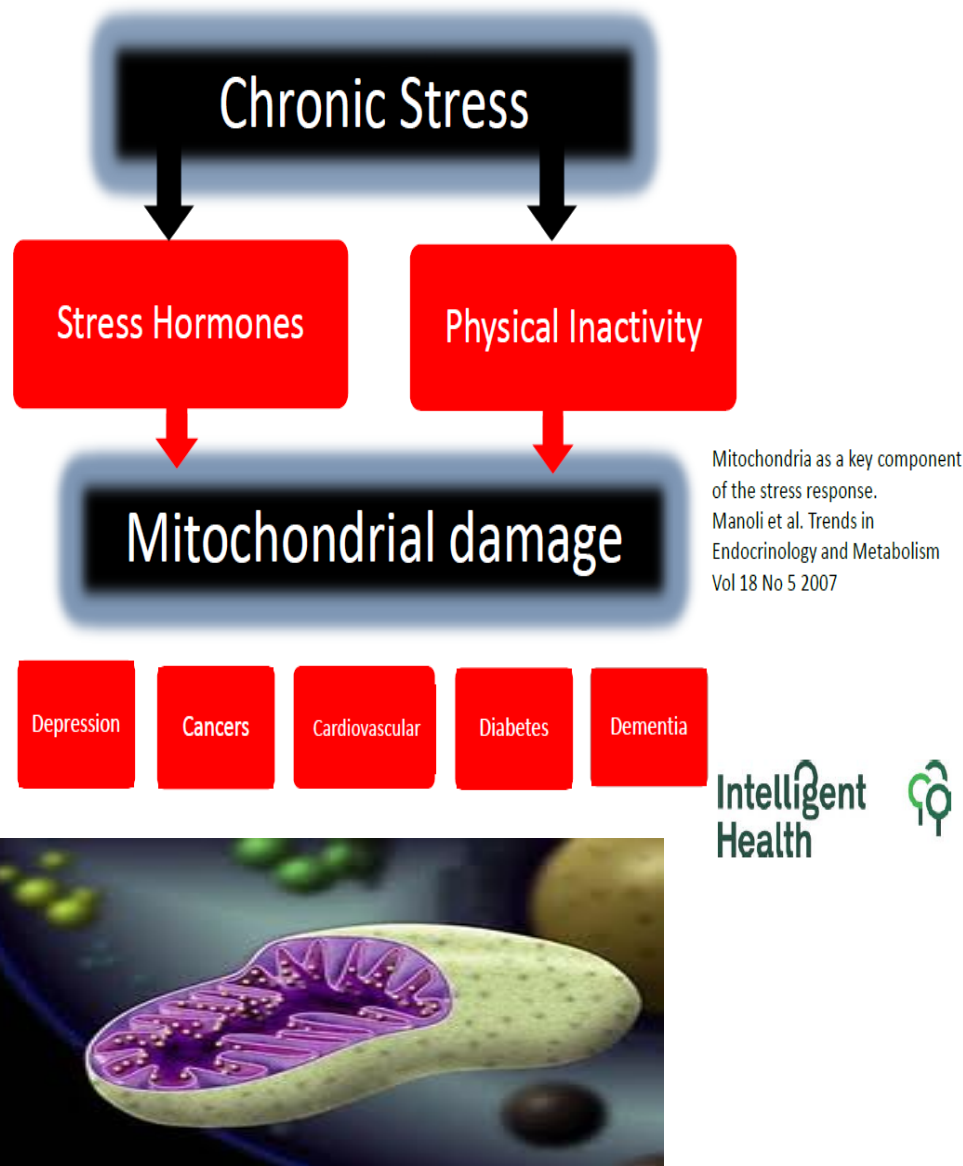 Chronic Stress
Stress Hormones
Physical Inactivity
Mitochondrial damage
Mitochondria as a key component
of the stress response.
Manoli et al. Trends in
Endocrinology and Metabolism
Vol 18 No 5 2007
Depression
Cancers
Cardiovascular
Diabetes
Dementia
Intelligent
Health